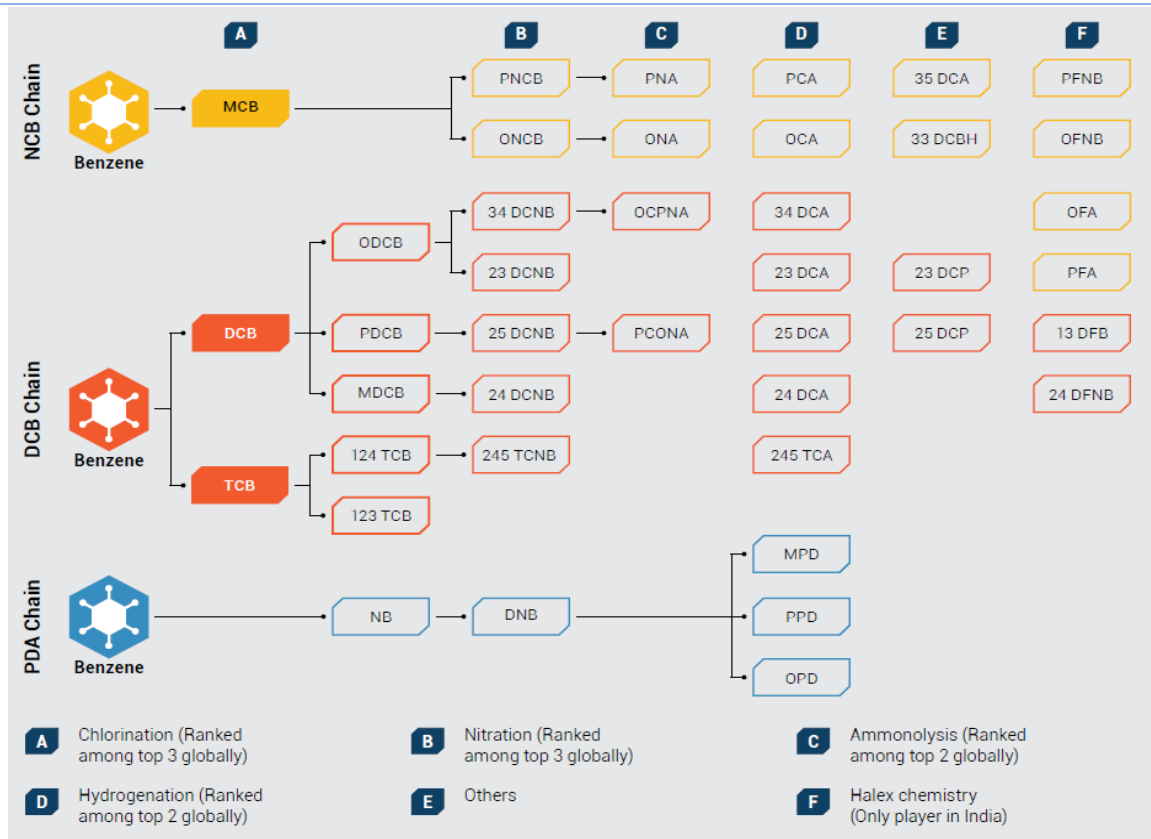 A B C D E F
NCB Chain
PNCB PNA PCA 35 DCA PFNB
MCB
Benzene
ONCB ONA OCA 33 DCBH OFNB
34 DCNB OCPNA 34 DCA OFA
ODCB
23 DCNB 23 DCA 23 DCP PFA
DCB Chain
DCB PDCB 25 DCNB PCONA 25 DCA 25 DCP 13 DFB
MDCB 24 DCNB 24 DCA 24 DFNB
Benzene
124 TCB 245 TCNB 245 TCA
TCB
123 TCB
PDA Chain
MPD
NB DNB PPD
Benzene
OPD
A Chlorination (Ranked
among top 3 globally)
B Nitration (Ranked
among top 3 globally)
C Ammonolysis (Ranked
among top 2 globally)
D Hydrogenation (Ranked
among top 2 globally)
E Others
F Halex chemistry
(Only player in India)